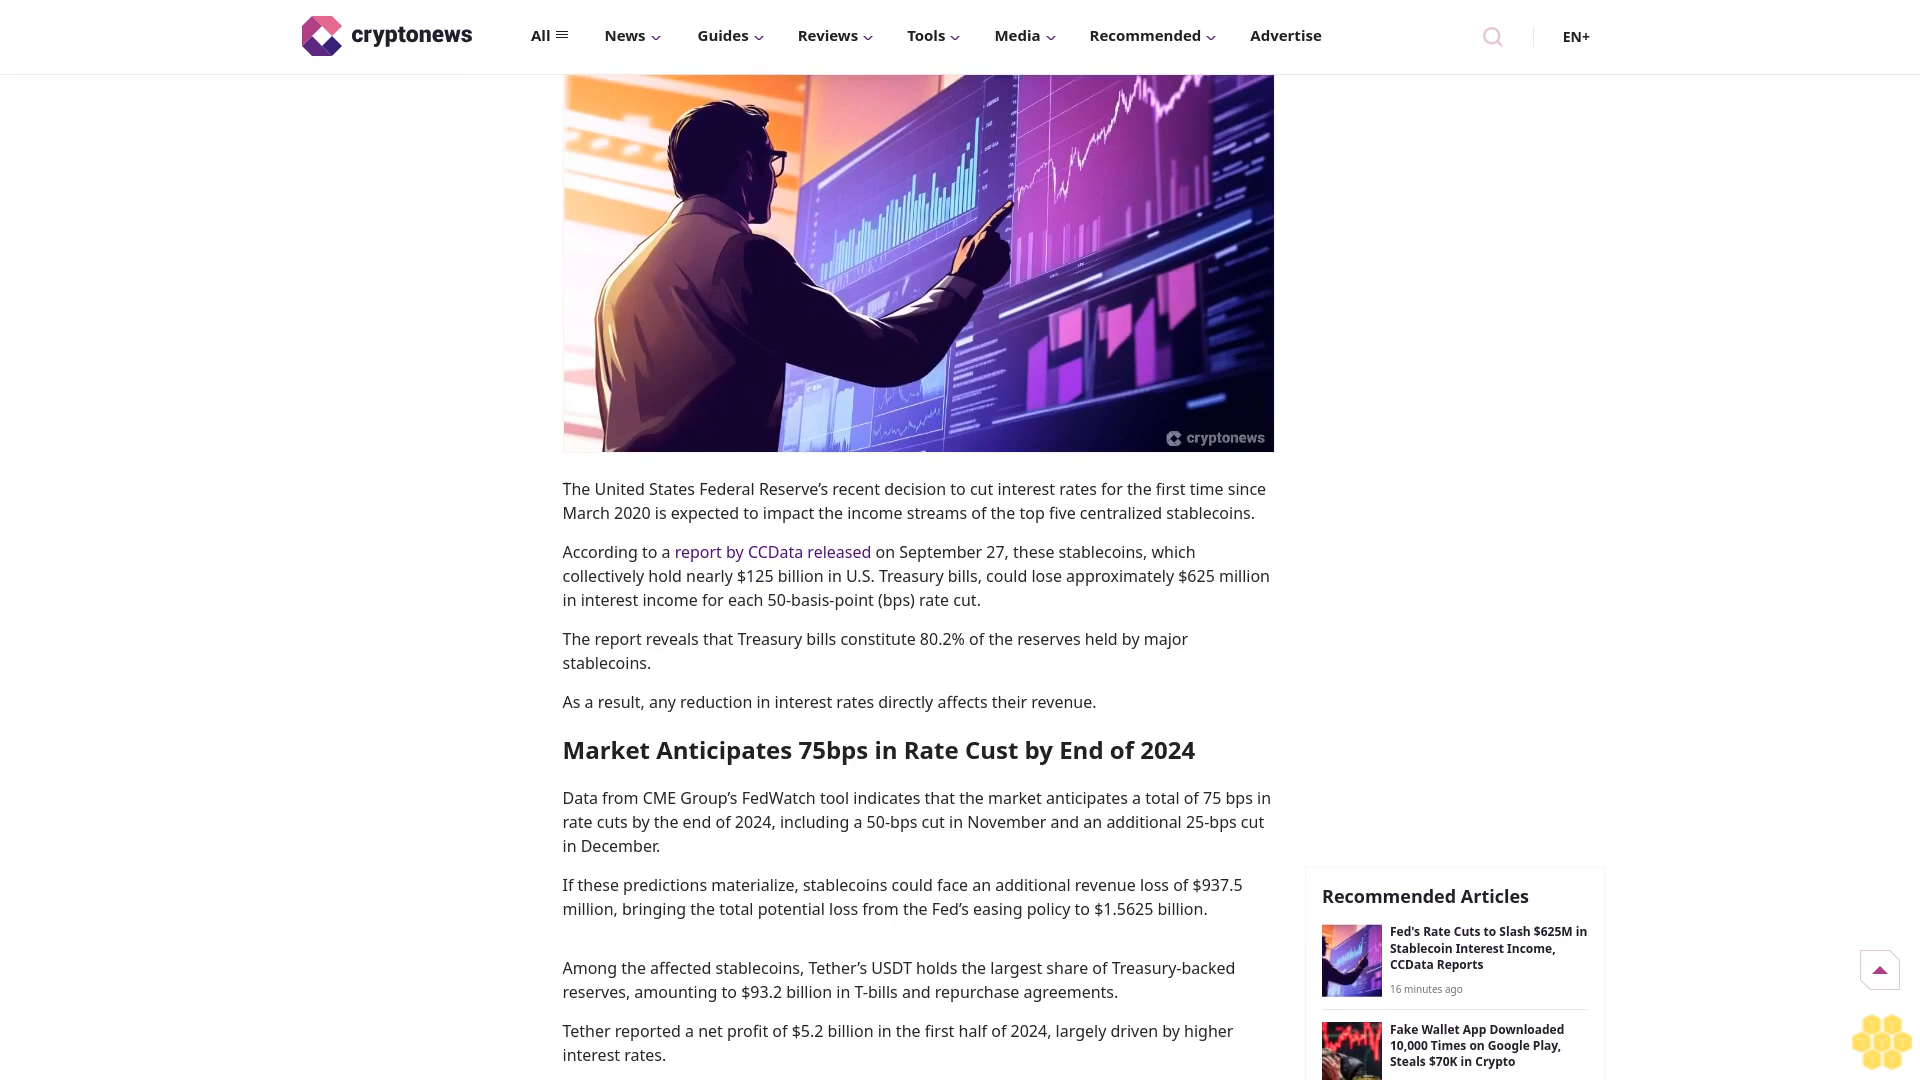 cryptonews
All
News
Guides
Reviews
Tools
Media
Recommended
Advertise
EN+
cryptonews
The United States Federal Reserve’s recent decision to cut interest rates for the first time since
March 2020 is expected to impact the income streams of the top five centralized stablecoins.
According to a report by CCData released on September 27, these stablecoins, which
collectively hold nearly $125 billion in U.S. Treasury bills, could lose approximately $625 million
in interest income for each 50-basis-point (bps) rate cut.
The report reveals that Treasury bills constitute 80.2% of the reserves held by major
stablecoins.
As a result, any reduction in interest rates directly affects their revenue.
Market Anticipates 75bps in Rate Cust by End of 2024
Data from CME Group’s FedWatch tool indicates that the market anticipates a total of 75 bps in
rate cuts by the end of 2024, including a 50-bps cut in November and an additional 25-bps cut
in December.
If these predictions materialize, stablecoins could face an additional revenue loss of $937.5
million, bringing the total potential loss from the Fed’s easing policy to $1.5625 billion.
Among the affected stablecoins, Tether’s USDT holds the largest share of Treasury-backed
reserves, amounting to $93.2 billion in T-bills and repurchase agreements.
Tether reported a net profit of $5.2 billion in the first half of 2024, largely driven by higher
interest rates.
Recommended Articles
Fed's Rate Cuts to Slash $625M in
Stablecoin Interest Income,
CCData Reports
16 minutes ago
Fake Wallet App Downloaded
10,000 Times on Google Play,
Steals $70K in Crypto